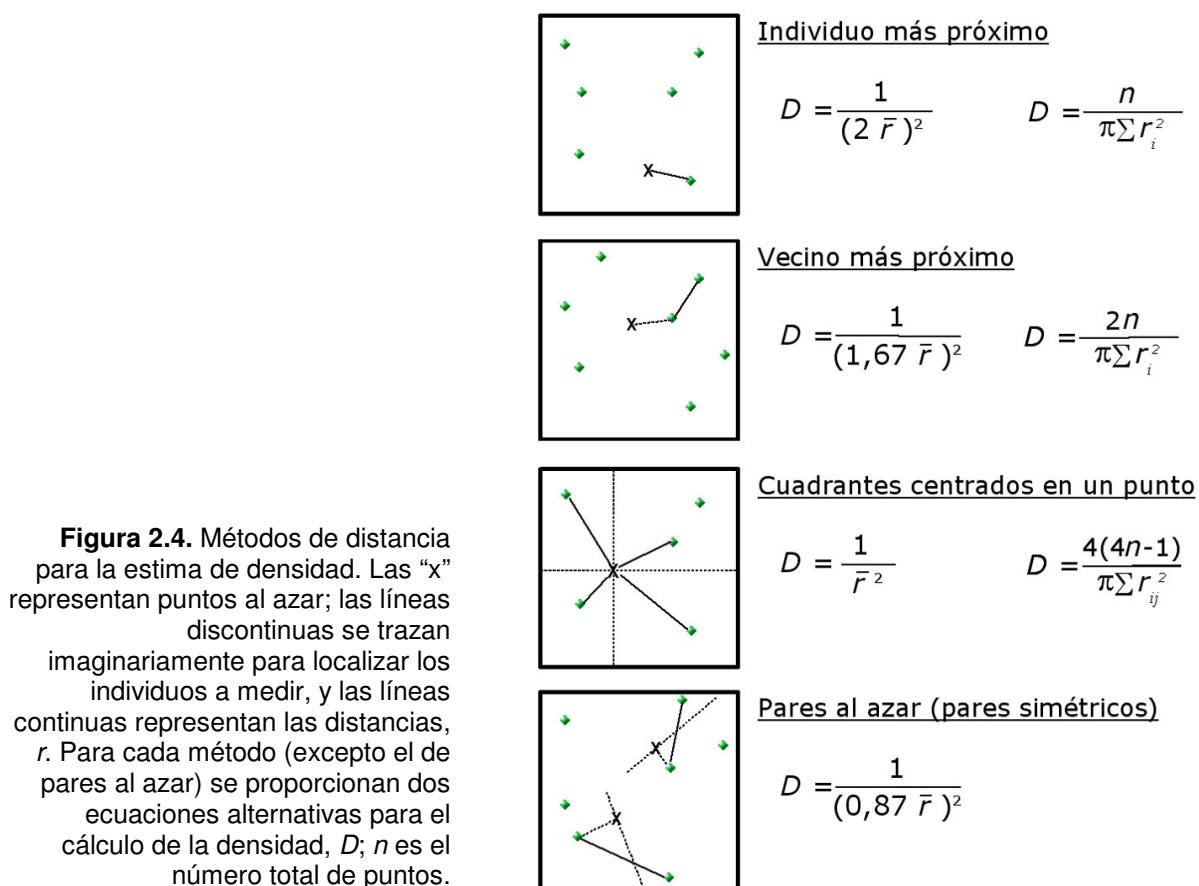 Individuo más próximo
D = 1/(2 r̄ )²    D = n/π∑r_i²
Vecino más próximo
D = 1/(1,67 r̄ )²    D = 2n/π∑r_i²
Cuadrantes centrados en un punto
D = 1/r̄ ²    D = 4(4n-1)/π∑r_ij²
Pares al azar (pares simétricos)
D = 1/(0,87 r̄ )²
x
x
x
x
x
Figura 2.4. Métodos de distancia
para la estima de densidad. Las “x”
representan puntos al azar; las líneas
discontinuas se trazan
imaginariamente para localizar los
individuos a medir, y las líneas
continuas representan las distancias,
r. Para cada método (excepto el de
pares al azar) se proporcionan dos
ecuaciones alternativas para el
cálculo de la densidad, D; n es el
número total de puntos.